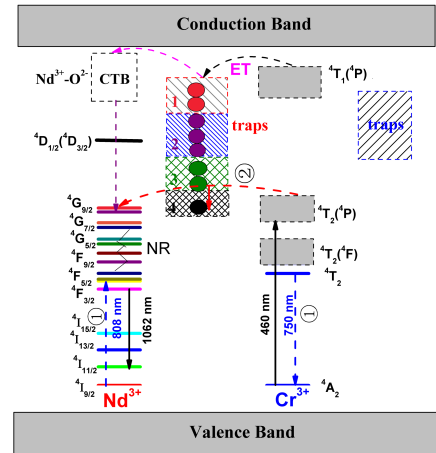 Conduction Band
⁴T₁(⁴P)
ET
Nd³⁺-O²⁻
CTB
1
traps
traps
2
⁴D₁/₂(⁴D₃/₂)
3
②
4
⁴G₉/₂
⁴G₇/₂
⁴G₅/₂
⁴F₉/₂
⁴F₅/₂
⁴F₃/₂
NR
⁴T₂(⁴P)
⁴T₂(⁴F)
⁴T₂
①
808 nm
1062 nm
460 nm
750 nm
①
⁴I₁₅/₂
⁴I₁₃/₂
⁴I₁₁/₂
⁴I₉/₂
Nd³⁺
Cr³⁺
⁴A₂
Valence Band